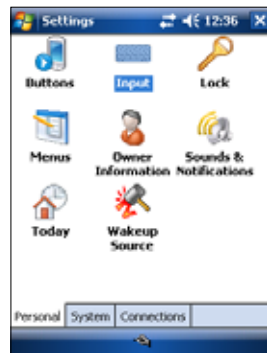 Settings 12:36
Buttons Input Lock
Menus Owner Information Sounds & Notifications
Today Wakeup Source
Personal System Connections